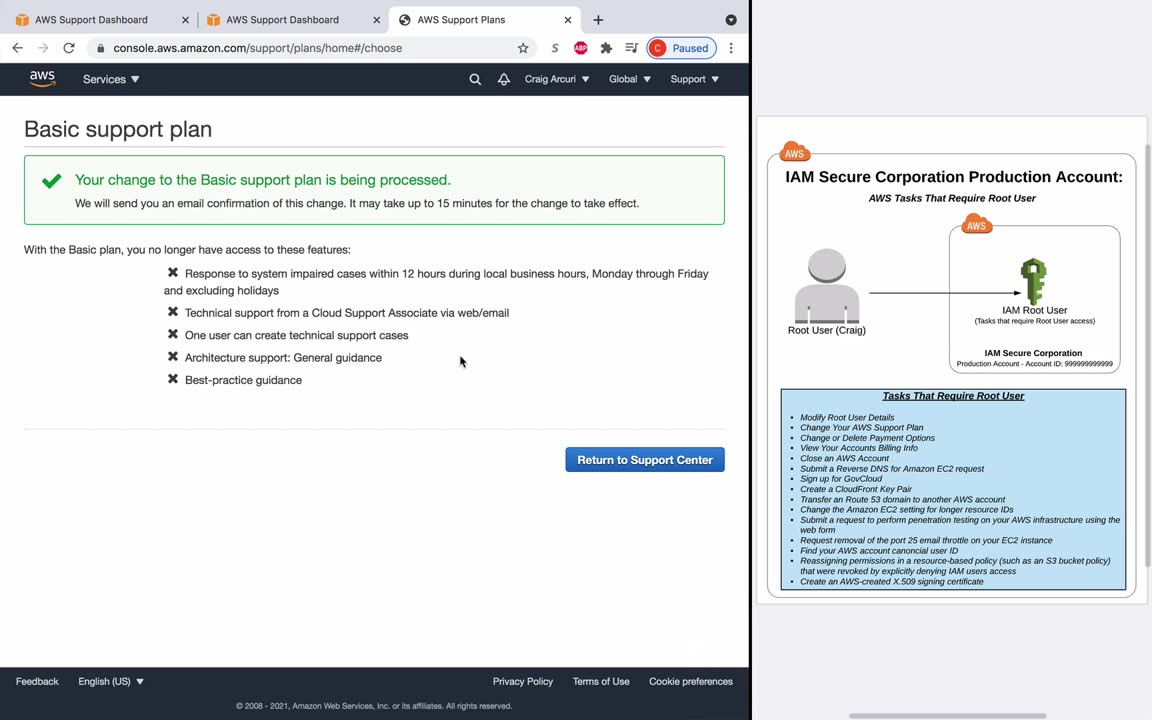 AWS Support Dashboard
AWS Support Dashboard
AWS Support Plans
console.aws.amazon.com/support/plans/home#/choose
S
ABP
C Paused
aws
Services
Craig Arcuri
Global
Support
Basic support plan
Your change to the Basic support plan is being processed.
We will send you an email confirmation of this change. It may take up to 15 minutes for the change to take effect.
With the Basic plan, you no longer have access to these features:
Response to system impaired cases within 12 hours during local business hours, Monday through Friday
and excluding holidays
Technical support from a Cloud Support Associate via web/email
One user can create technical support cases
Architecture support: General guidance
Best-practice guidance
Return to Support Center
Feedback
English (US)
Privacy Policy
Terms of Use
Cookie preferences
© 2008 - 2021, Amazon Web Services, Inc. or its affiliates. All rights reserved.
AWS
IAM Secure Corporation Production Account:
AWS Tasks That Require Root User
AWS
Root User (Craig)
IAM Root User
(Tasks that require Root User access)
IAM Secure Corporation
Production Account - Account ID: 999999999999
Tasks That Require Root User
• Modify Root User Details
• Change Your AWS Support Plan
• Change or Delete Payment Options
• View Your Accounts Billing Info
• Close an AWS Account
• Submit a Reverse DNS for Amazon EC2 request
• Sign up for GovCloud
• Create a CloudFront Key Pair
• Transfer an Route 53 domain to another AWS account
• Change the Amazon EC2 setting for longer resource IDs
• Submit a request to perform penetration testing on your AWS infrastructure using the
web form
• Request removal of the port 25 email throttle on your EC2 instance
• Find your AWS account canoncial user ID
• Reassigning permissions in a resource-based policy (such as an S3 bucket policy)
that were revoked by explicitly denying IAM users access
• Create an AWS-created X.509 signing certificate